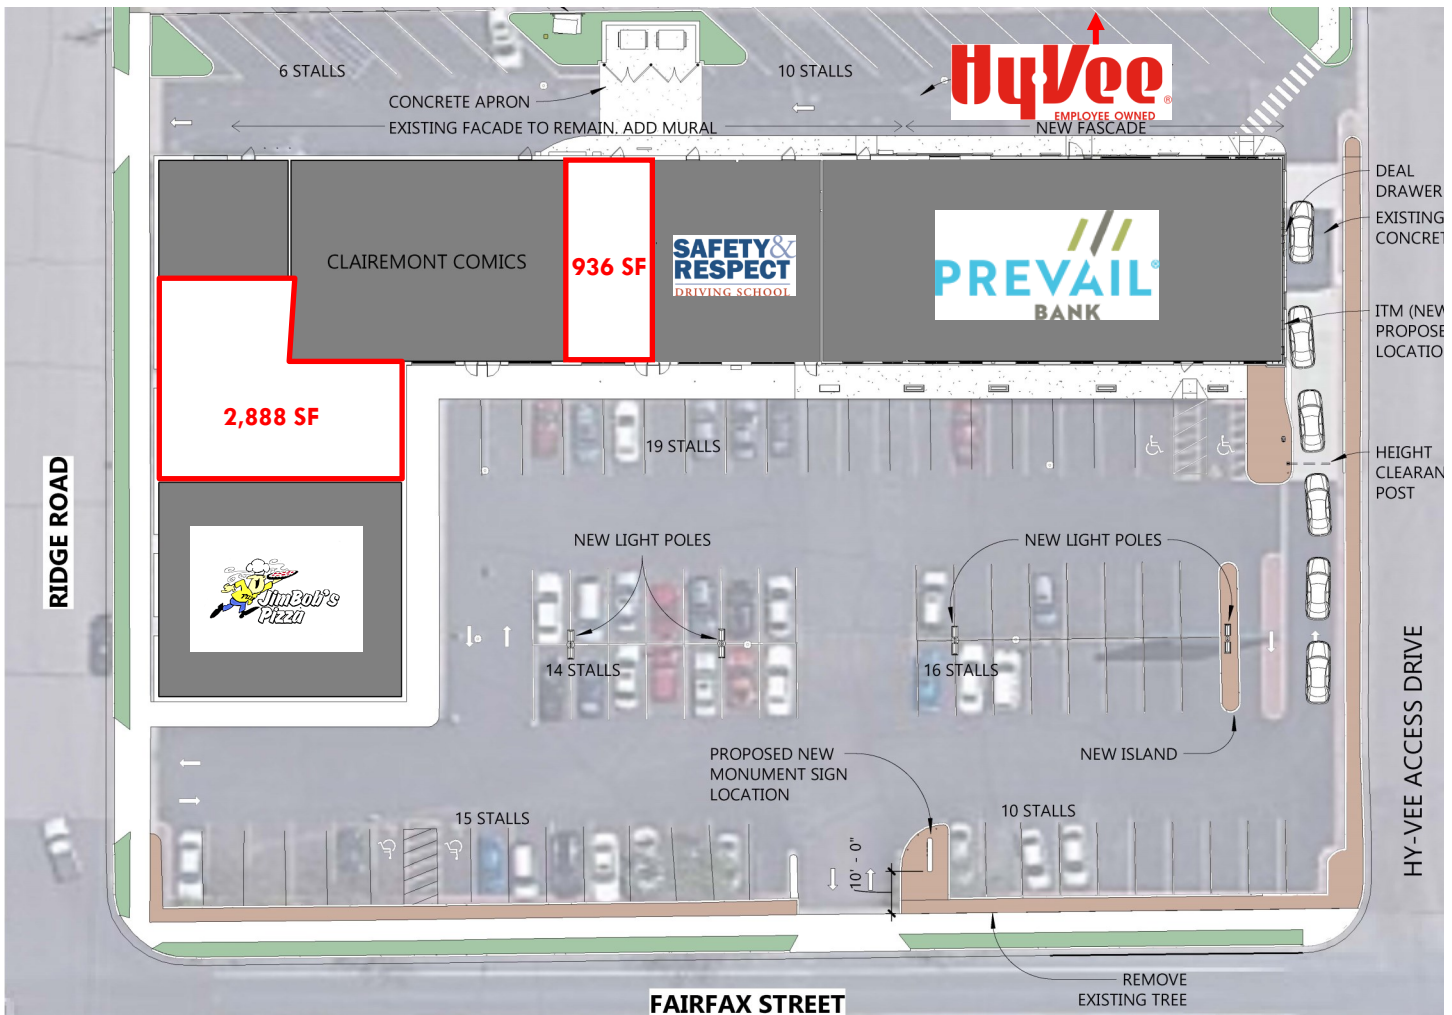 6 STALLS
10 STALLS
HyVee
®
EMPLOYEE OWNED
CONCRETE APRON
EXISTING FACADE TO REMAIN. ADD MURAL
NEW FASCADE
DEAL
DRAWER
EXISTING
CONCRET
CLAIREMONT COMICS
936 SF
SAFETY&
RESPECT
DRIVING SCHOOL
PREVAIL®
BANK
ITM (NEW
PROPOSE
LOCATIO
2,888 SF
19 STALLS
HEIGHT
CLEARAN
POST
RIDGE ROAD
JimBob's
Pizza
NEW LIGHT POLES
NEW LIGHT POLES
14 STALLS
16 STALLS
HY-VEE ACCESS DRIVE
PROPOSED NEW
MONUMENT SIGN
LOCATION
NEW ISLAND
15 STALLS
10 STALLS
10' - 0"
REMOVE
EXISTING TREE
FAIRFAX STREET